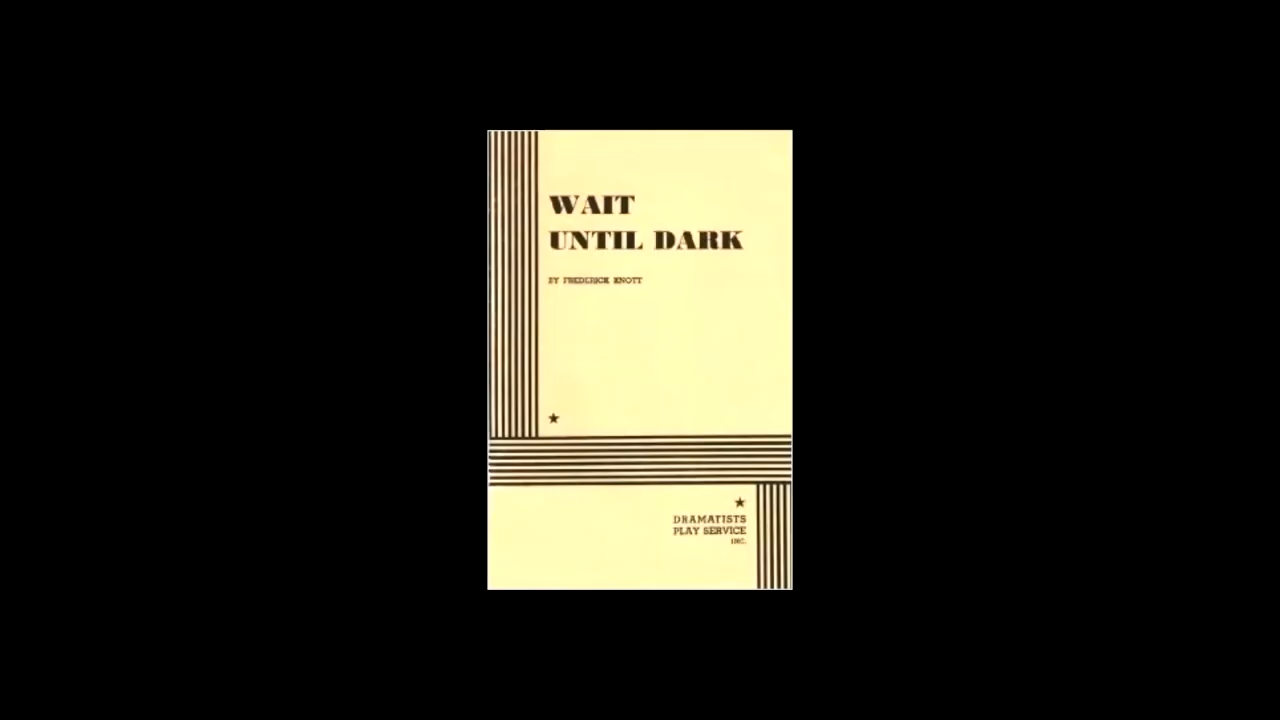 WAIT
UNTIL DARK
BY FREDERICK KNOTT
DRAMATISTS
PLAY SERVICE
INC.